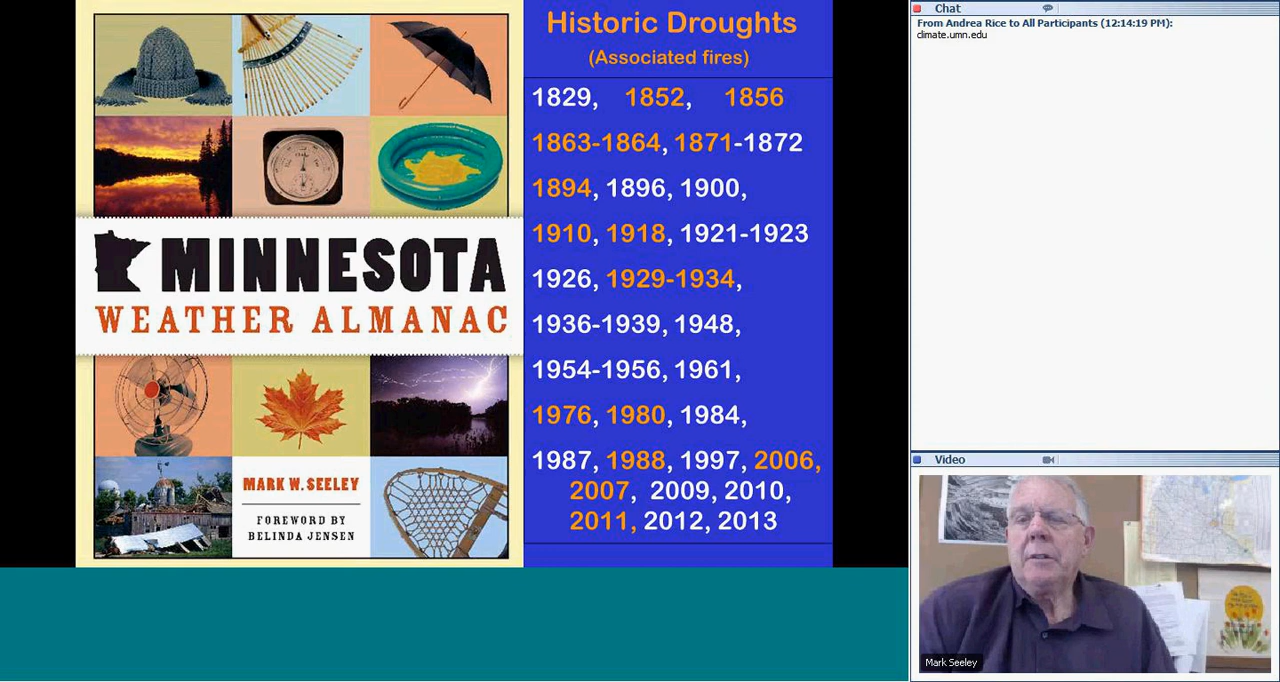 MINNESOTA
WEATHER ALMANAC
MARK W. SEELEY
FOREWORD BY
BELINDA JENSEN
Historic Droughts
(Associated fires)
1829, 1852, 1856
1863-1864, 1871-1872
1894, 1896, 1900,
1910, 1918, 1921-1923
1926, 1929-1934,
1936-1939, 1948,
1954-1956, 1961,
1976, 1980, 1984,
1987, 1988, 1997, 2006,
2007, 2009, 2010,
2011, 2012, 2013
Chat
From Andrea Rice to All Participants (12:14:19 PM):
climate.umn.edu
Video
Mark Seeley